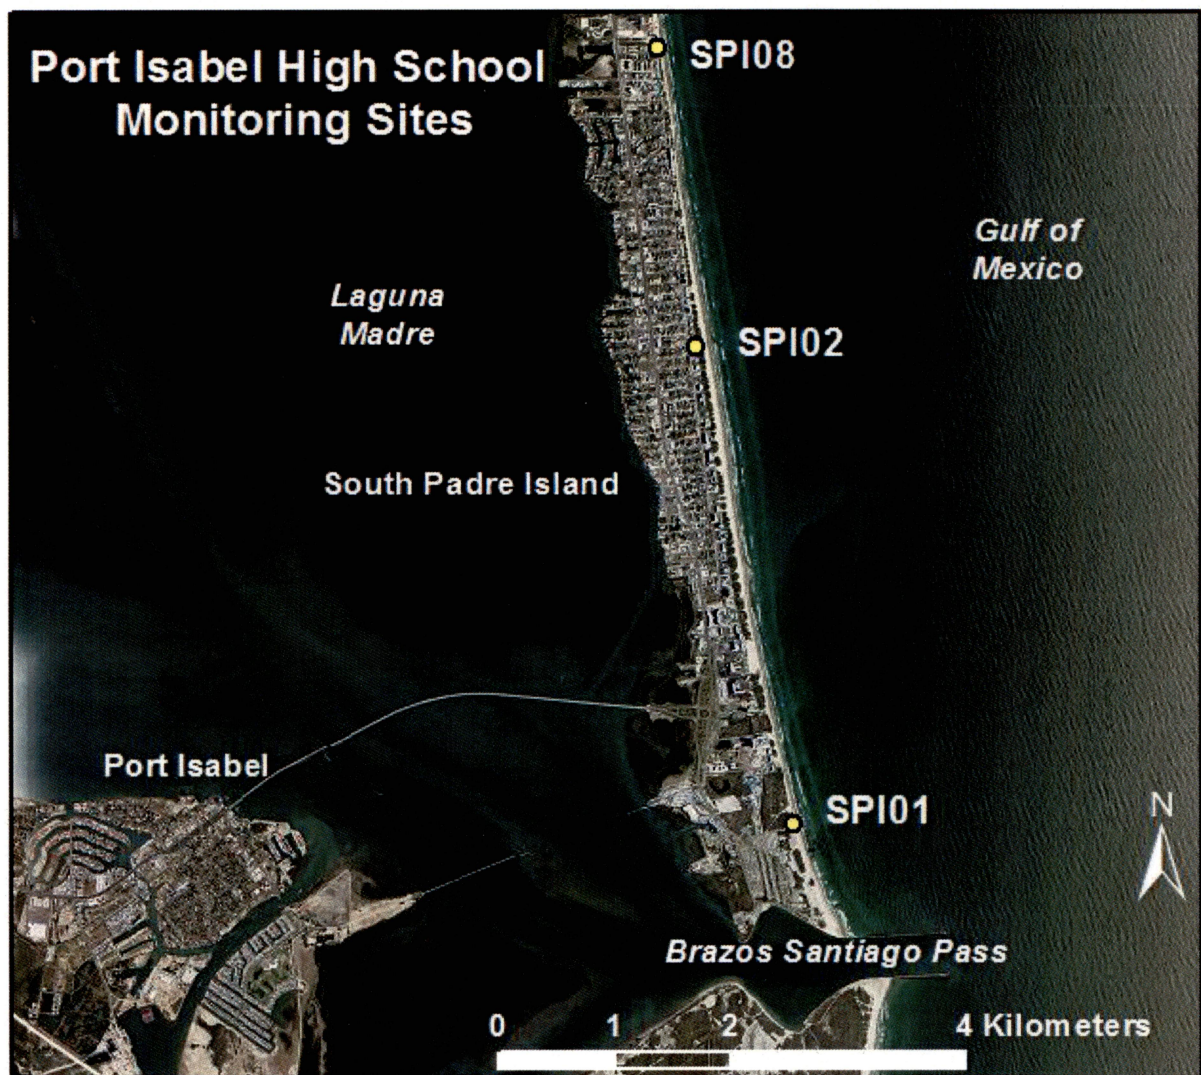 Port Isabel High School
Monitoring Sites
SPI08
Gulf of
Mexico
Laguna
Madre
SPI02
South Padre Island
Port Isabel
SPI01
N
Brazos Santiago Pass
0 1 2 4 Kilometers